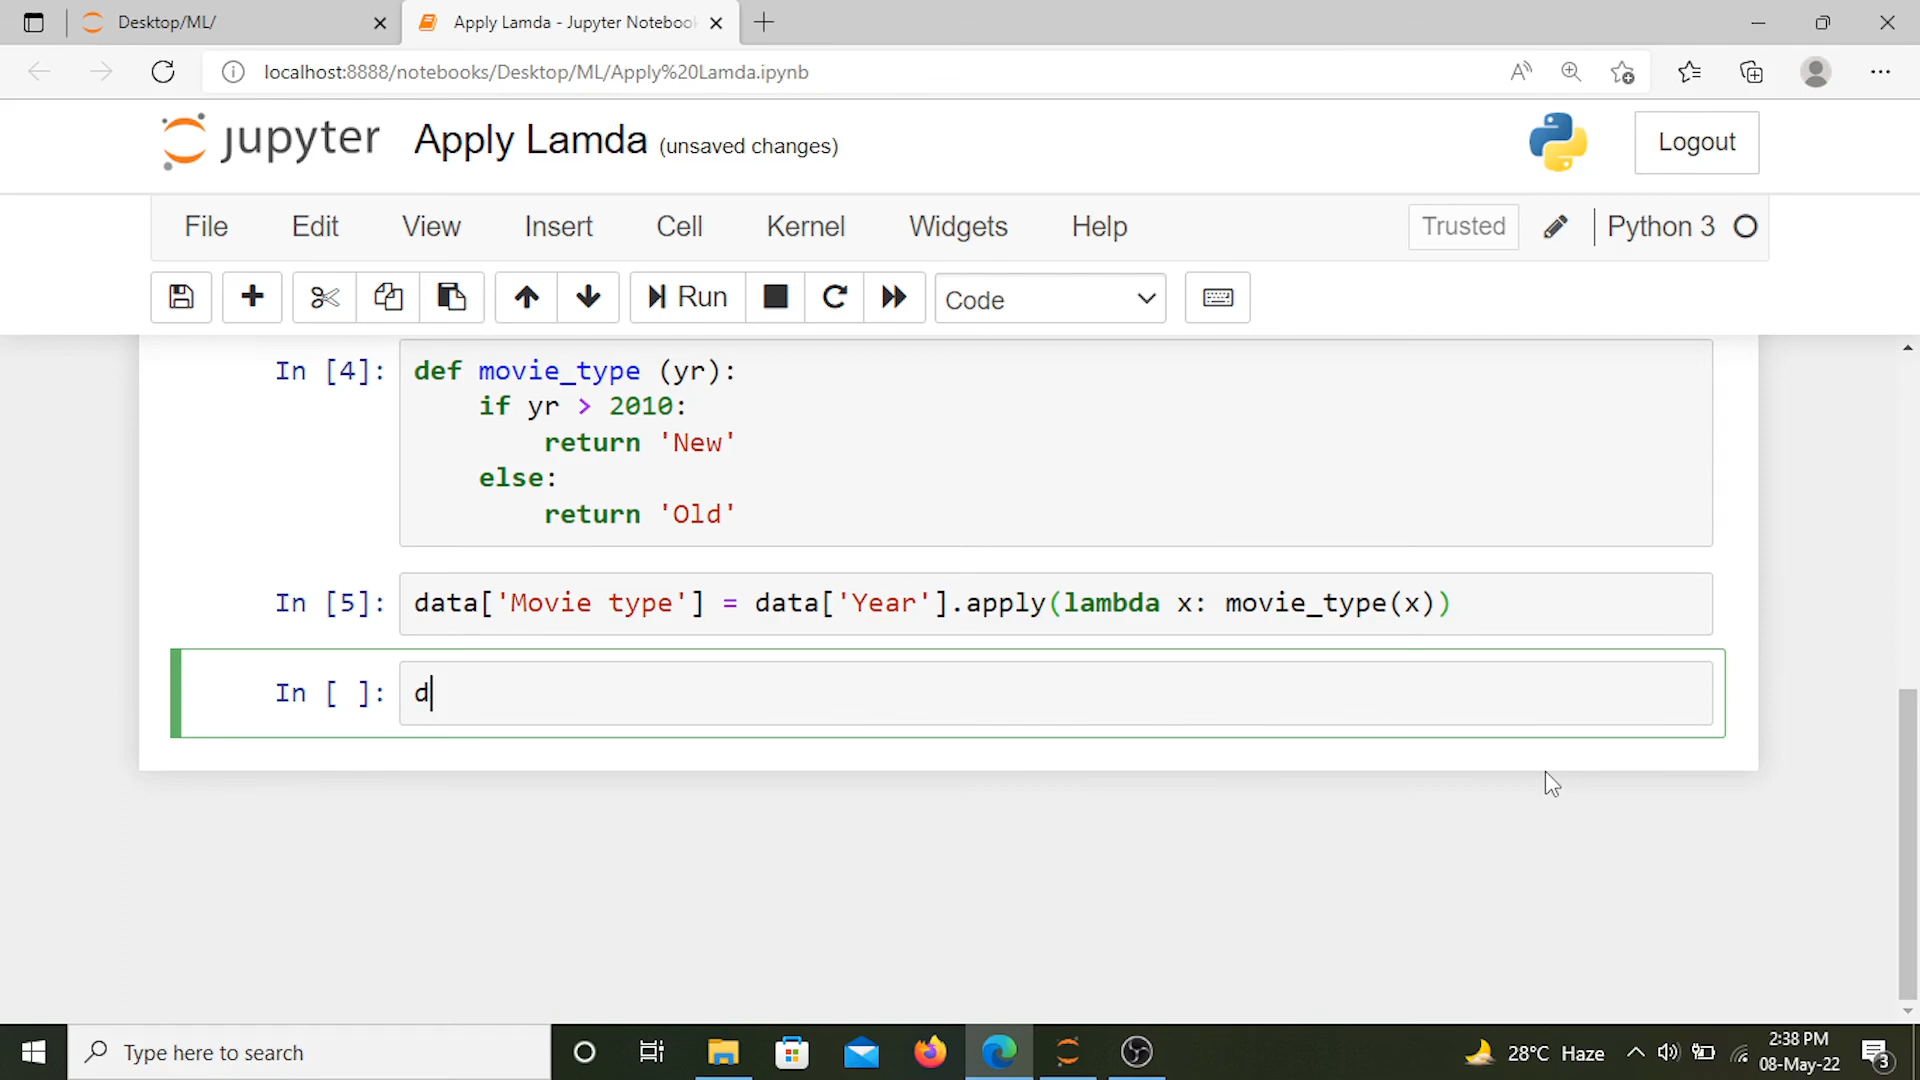 Desktop/ML/
Apply Lamda - Jupyter Notebook
localhost:8888/notebooks/Desktop/ML/Apply%20Lamda.ipynb
jupyter Apply Lamda (unsaved changes) Logout
File Edit View Insert Cell Kernel Widgets Help Trusted Python 3
Run Code
In [4]: def movie_type (yr):
if yr > 2010:
return 'New'
else:
return 'Old'
In [5]: data['Movie type'] = data['Year'].apply(lambda x: movie_type(x))
In [ ]: d
Type here to search 28°C Haze 2:38 PM
08-May-22 3